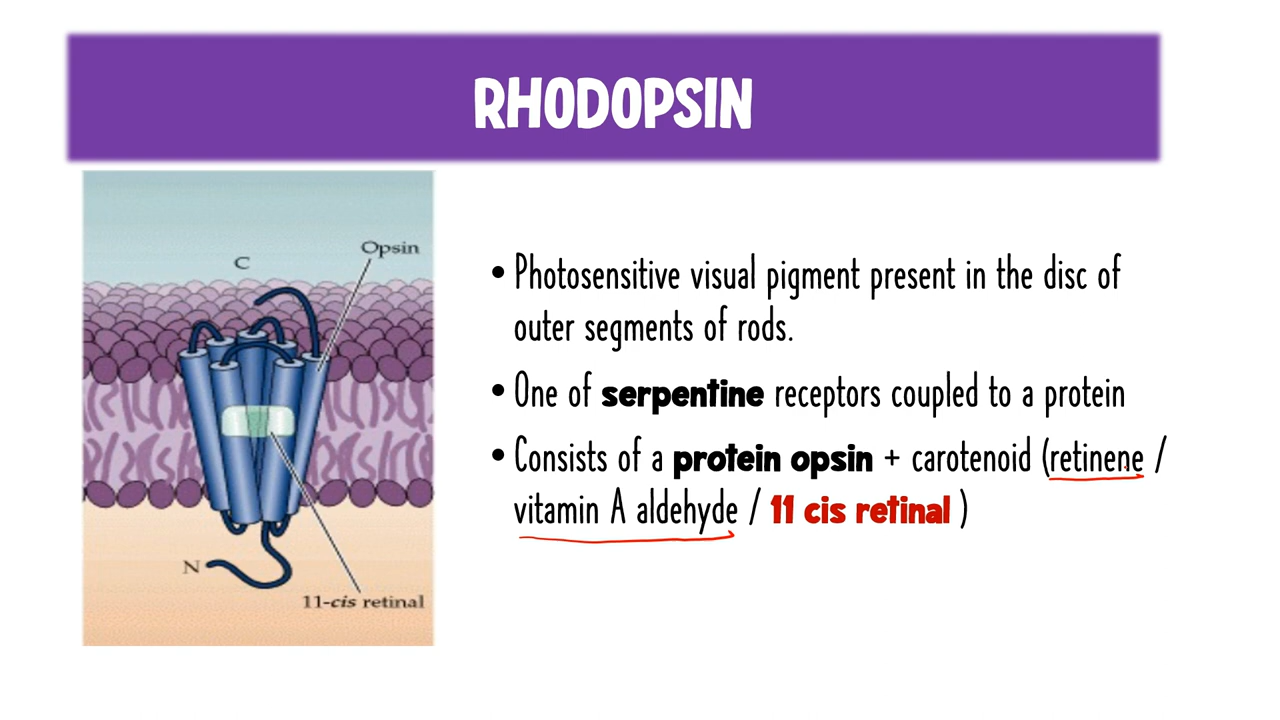 RHODOPSIN
Opsin
C
N
11-cis retinal
• Photosensitive visual pigment present in the disc of
outer segments of rods.
• One of serpentine receptors coupled to a protein
• Consists of a protein opsin + carotenoid (retinene /
vitamin A aldehyde / 11 cis retinal )